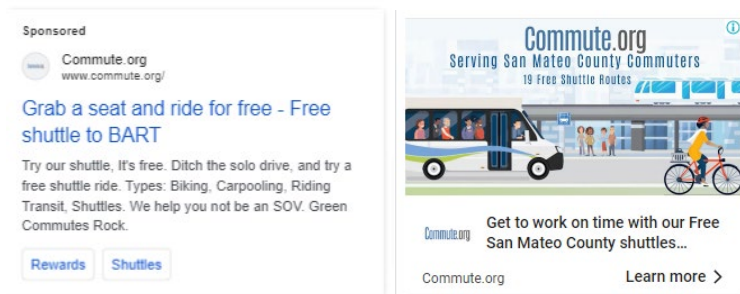 Sponsored
Commute.org
www.commute.org/
Grab a seat and ride for free - Free
shuttle to BART
Try our shuttle, It's free. Ditch the solo drive, and try a
free shuttle ride. Types: Biking, Carpooling, Riding
Transit, Shuttles. We help you not be an SOV. Green
Commutes Rock.
Rewards
Shuttles
Commute.org
Serving San Mateo County Commuters
19 Free Shuttle Routes
Commute.org
Get to work on time with our Free
San Mateo County shuttles...
Commute.org
Learn more >